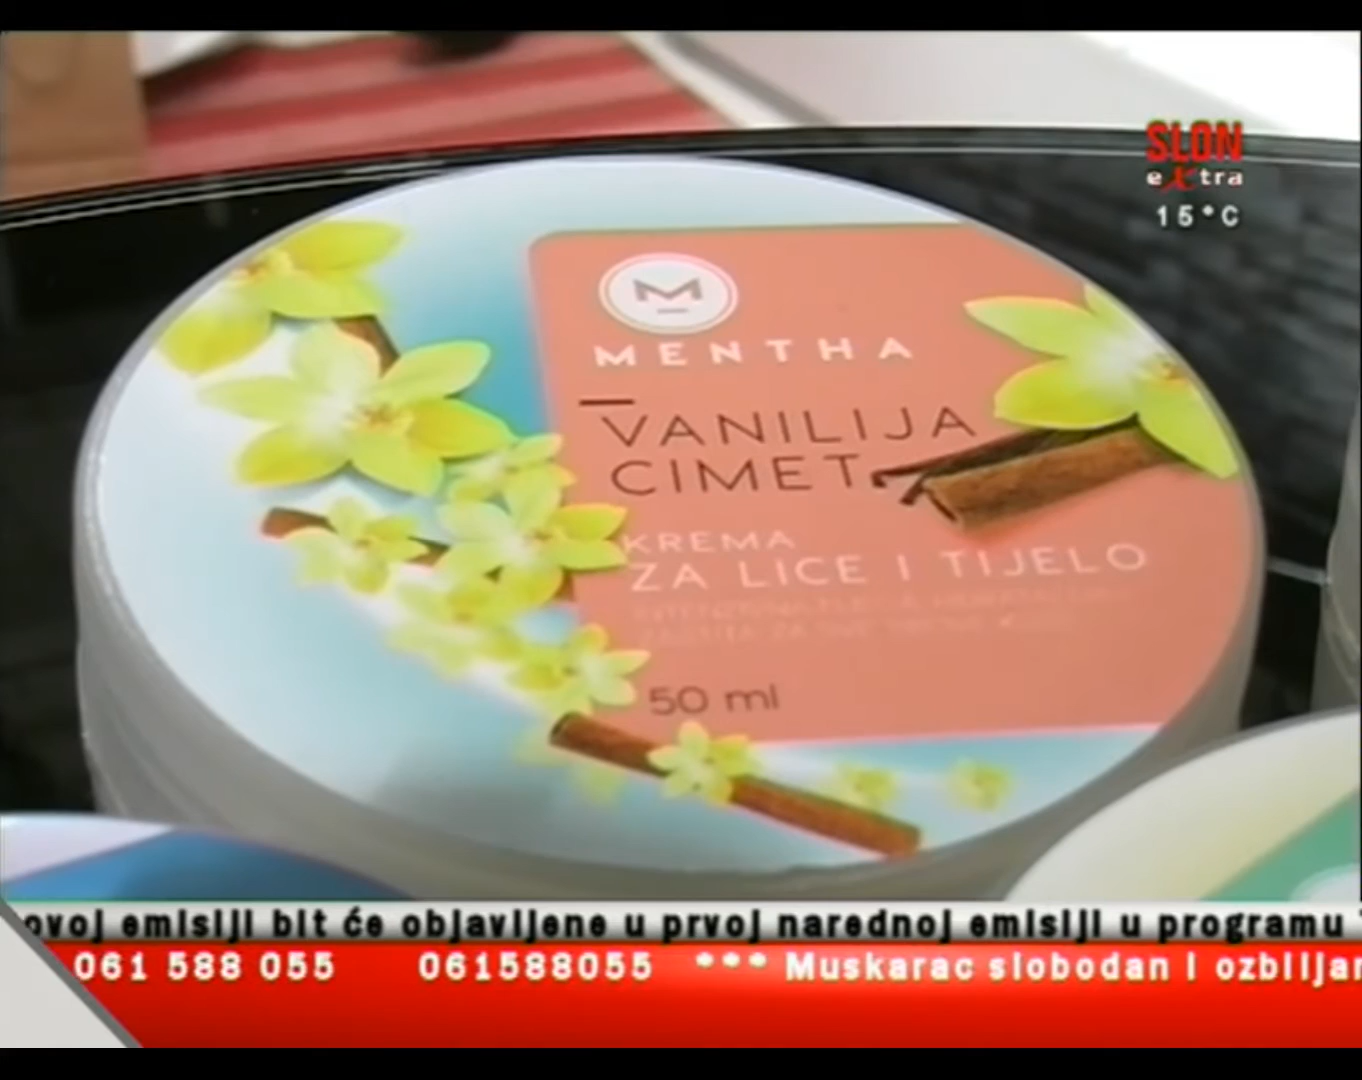 SLON
extra
15°C
M
MENTHA
VANILIJA
CIMET
KREMA
ZA LICE I TIJELO
50 ml
ovoj emisiji bit će objavljene u prvoj narednoj emisiji u programu
061 588 055 061588055 *** Muskarac slobodan i ozbiljan